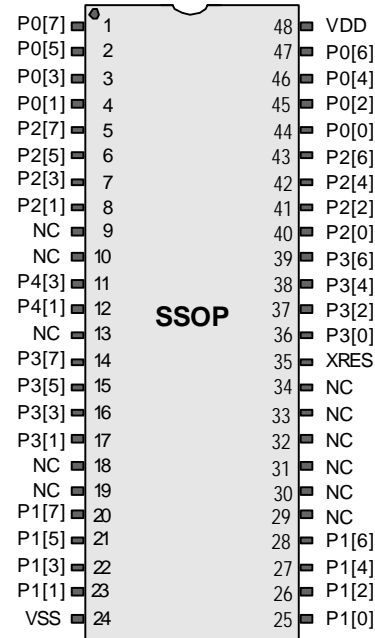 P0[7] 1 48 VDD
P0[5] 2 47 P0[6]
P0[3] 3 46 P0[4]
P0[1] 4 45 P0[2]
P2[7] 5 44 P0[0]
P2[5] 6 43 P2[6]
P2[3] 7 42 P2[4]
P2[1] 8 41 P2[2]
NC 9 40 P2[0]
NC 10 39 P3[6]
P4[3] 11 38 P3[4]
P4[1] 12 SSOP 37 P3[2]
NC 13 36 P3[0]
P3[7] 14 35 XRES
P3[5] 15 34 NC
P3[3] 16 33 NC
P3[1] 17 32 NC
NC 18 31 NC
NC 19 30 NC
P1[7] 20 29 NC
P1[5] 21 28 P1[6]
P1[3] 22 27 P1[4]
P1[1] 23 26 P1[2]
VSS 24 25 P1[0]